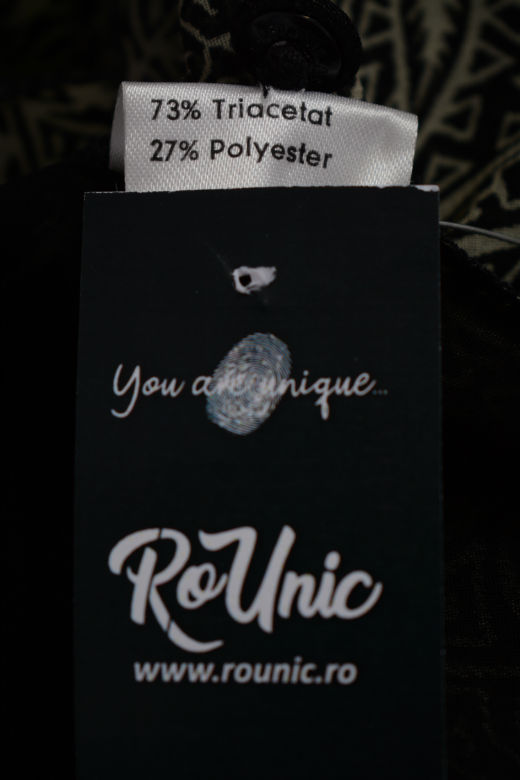 73% Triacetat
27% Polyester
You are unique...
RoUnic
www.rounic.ro